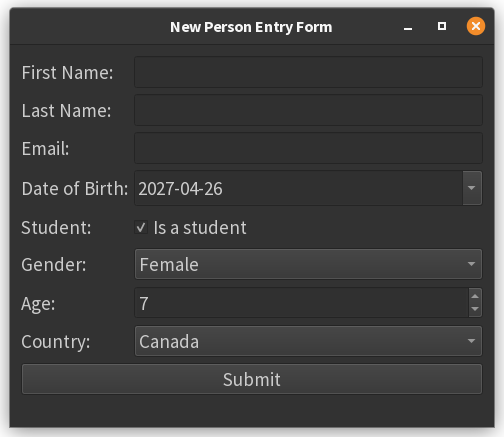 New Person Entry Form
First Name:
Last Name:
Email:
Date of Birth: 2027-04-26
Student: Is a student
Gender: Female
Age: 7
Country: Canada
Submit